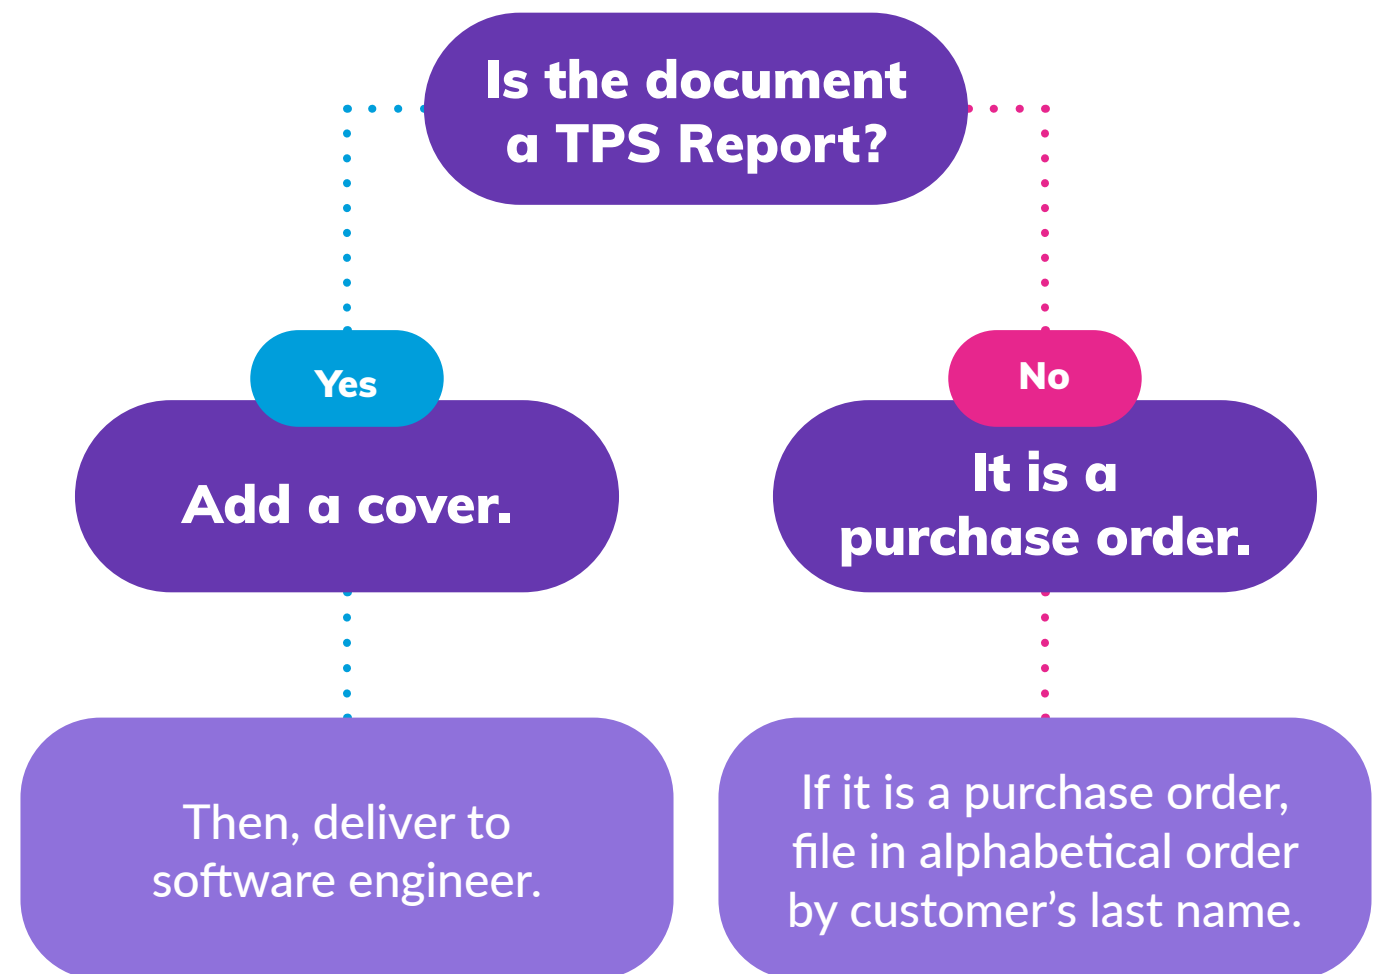 Is the document
a TPS Report?
Yes
Add a cover.
Then, deliver to
software engineer.
No
It is a
purchase order.
If it is a purchase order,
file in alphabetical order
by customer’s last name.